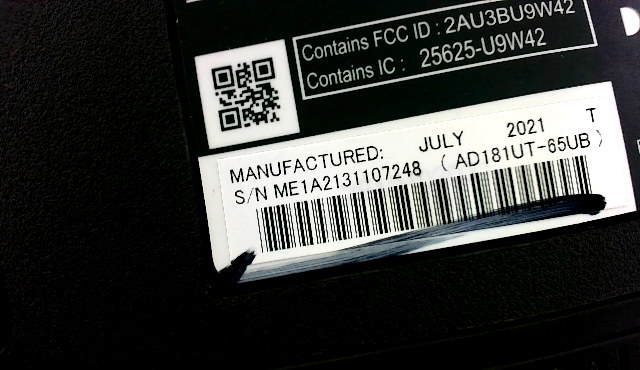 Contains FCC ID : 2AU3BU9W42
Contains IC : 25625-U9W42
MANUFACTURED: JULY 2021 T
S/N ME1A2131107248 ( AD181UT-65UB )